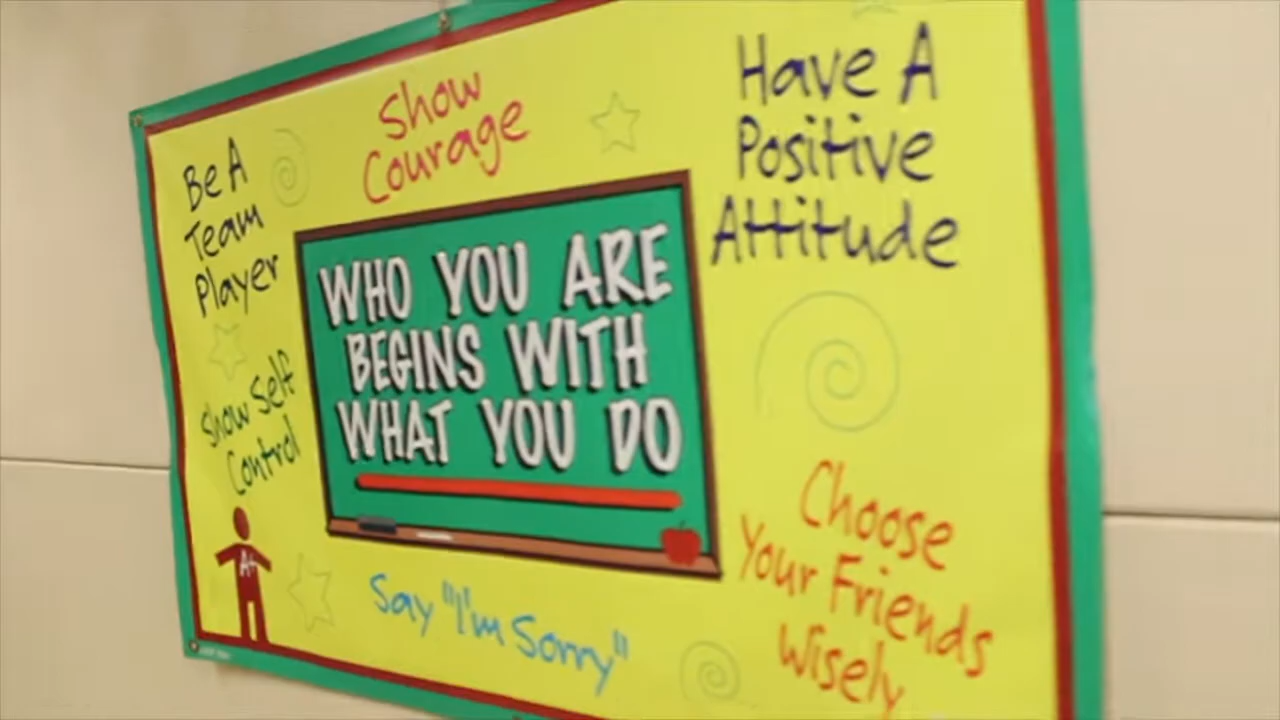 Show
Courage
Have A
Positive
Attitude
Be A
Team
Player
WHO YOU ARE
BEGINS WITH
WHAT YOU DO
Show Self
Control
A+
Say "I'm Sorry"
Choose
Your Friends
Wisely